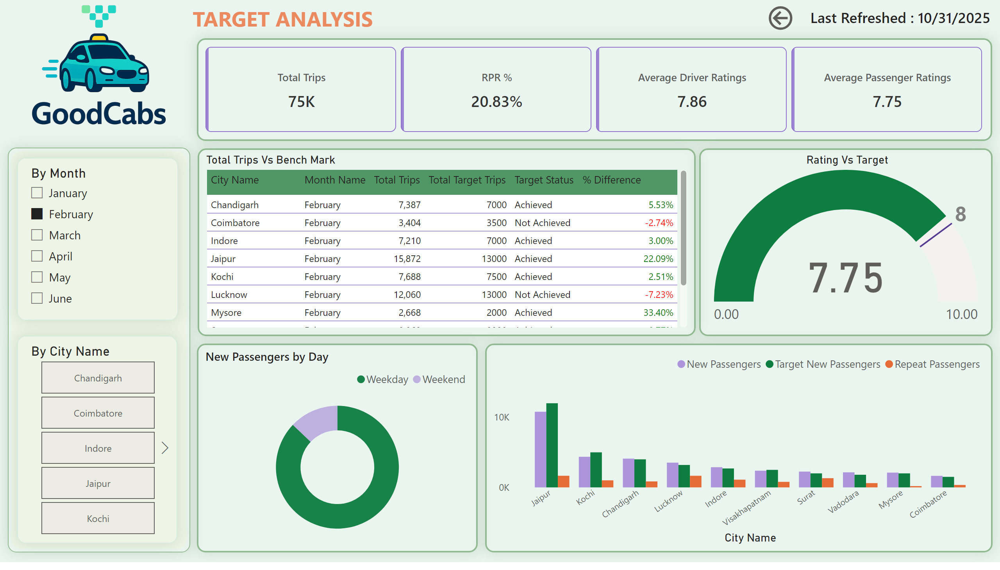 TARGET ANALYSIS
Last Refreshed : 10/31/2025
GoodCabs
Total Trips
75K
RPR %
20.83%
Average Driver Ratings
7.86
Average Passenger Ratings
7.75
By Month
January
February
March
April
May
June
By City Name
Chandigarh
Coimbatore
Indore
Jaipur
Kochi
Total Trips Vs Bench Mark
City Name Month Name Total Trips Total Target Trips Target Status % Difference
Chandigarh February 7,387 7000 Achieved 5.53%
Coimbatore February 3,404 3500 Not Achieved -2.74%
Indore February 7,210 7000 Achieved 3.00%
Jaipur February 15,872 13000 Achieved 22.09%
Kochi February 7,688 7500 Achieved 2.51%
Lucknow February 12,060 13000 Not Achieved -7.23%
Mysore February 2,668 2000 Achieved 33.40%
Rating Vs Target
8
7.75
0.00
10.00
New Passengers by Day
Weekday Weekend
New Passengers Target New Passengers Repeat Passengers
10K
0K
Jaipur
Kochi
Chandigarh
Lucknow
Indore
Visakhapatnam
Surat
Vadodara
Mysore
Coimbatore
City Name